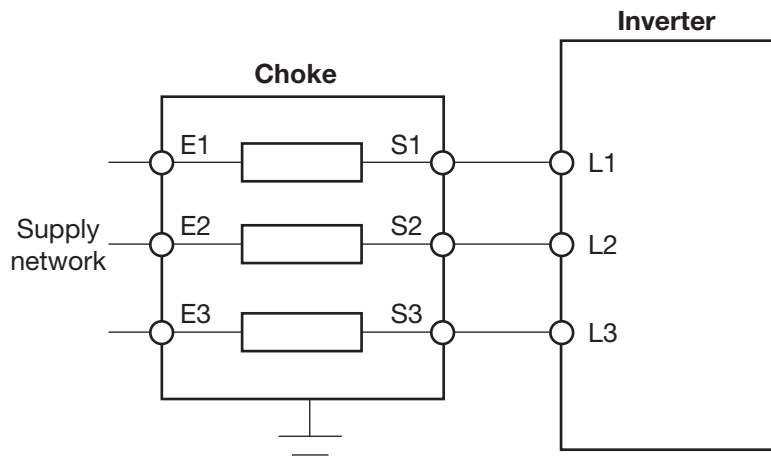 Inverter
Choke
E1
S1
L1
Supply
network
E2
S2
L2
E3
S3
L3